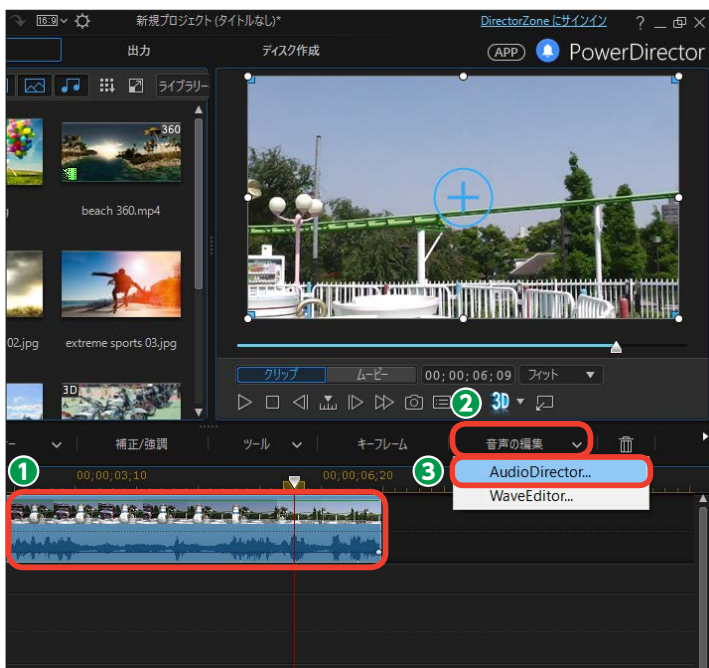 16:9 新規プロジェクト (タイトルなし)* DirectorZone にサインイン ?
出力 ディスク作成 APP PowerDirector
ライブラリー
360
beach 360.mp4
02.jpg extreme sports 03.jpg
3D
クリップ ムービー 00;00;06;09 フィット
2 3D
補正/強調 ツール キーフレーム 音声の編集
1 00;00;03;10 00;00;06;20 3 AudioDirector...
WaveEditor...